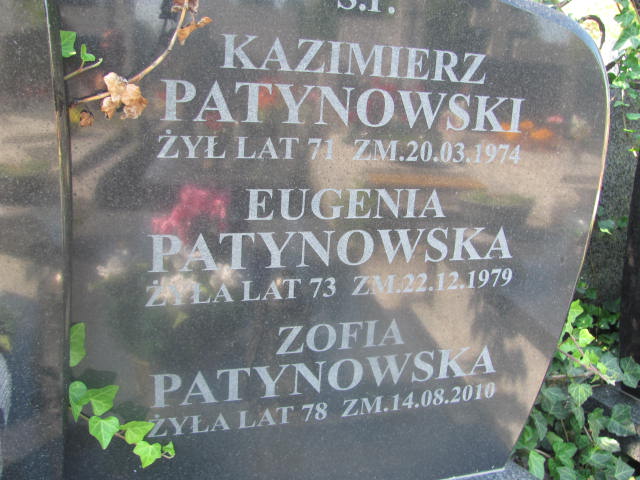 Ś.P.
KAZIMIERZ
PATYNOWSKI
ŻYŁ LAT 71 ZM.20.03.1974
EUGENIA
PATYNOWSKA
ŻYŁA LAT 73 ZM.22.12.1979
ZOFIA
PATYNOWSKA
ŻYŁA LAT 78 ZM.14.08.2010